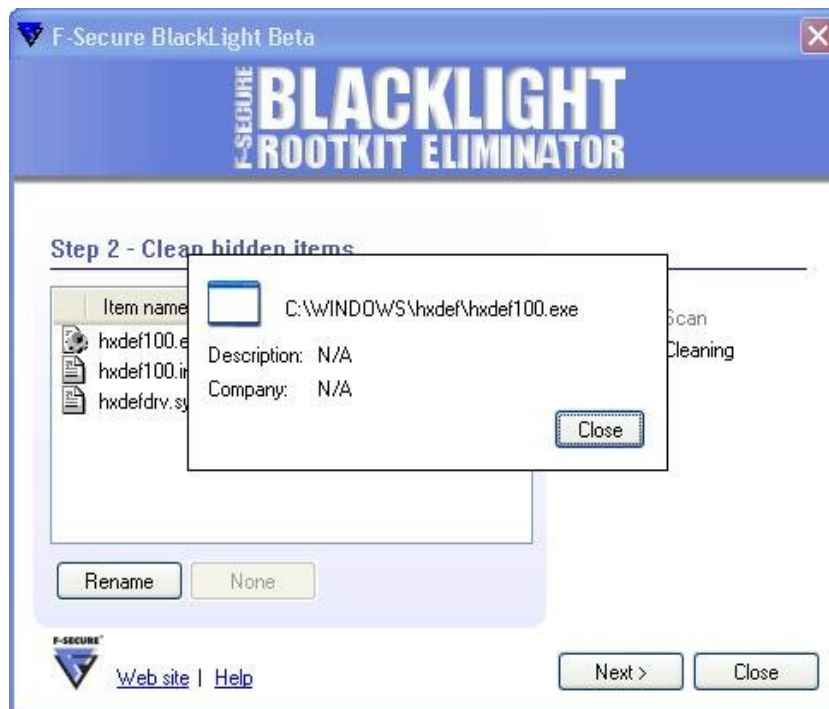 F-Secure BlackLight Beta
F-SECURE
BLACKLIGHT
ROOTKIT ELIMINATOR
Step 2 - Clean hidden items
Item name
C:\WINDOWS\hxdef\hxdef100.exe
Scan
hxdef100.e
Description: N/A
Cleaning
hxdef100.in
Company: N/A
hxdefdrv.sy
Close
Rename None
F-SECURE
Web site | Help
Next > Close